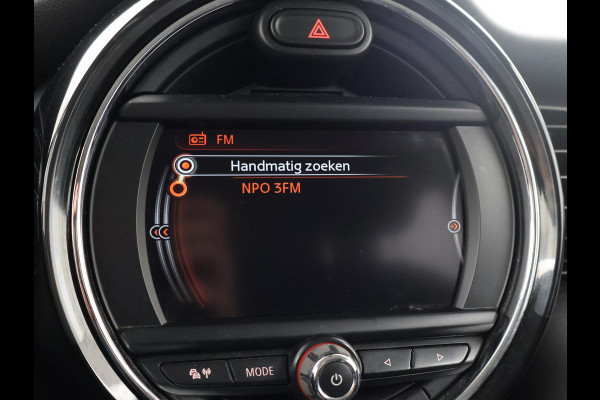 FM
Handmatig zoeken
NPO 3FM
MODE